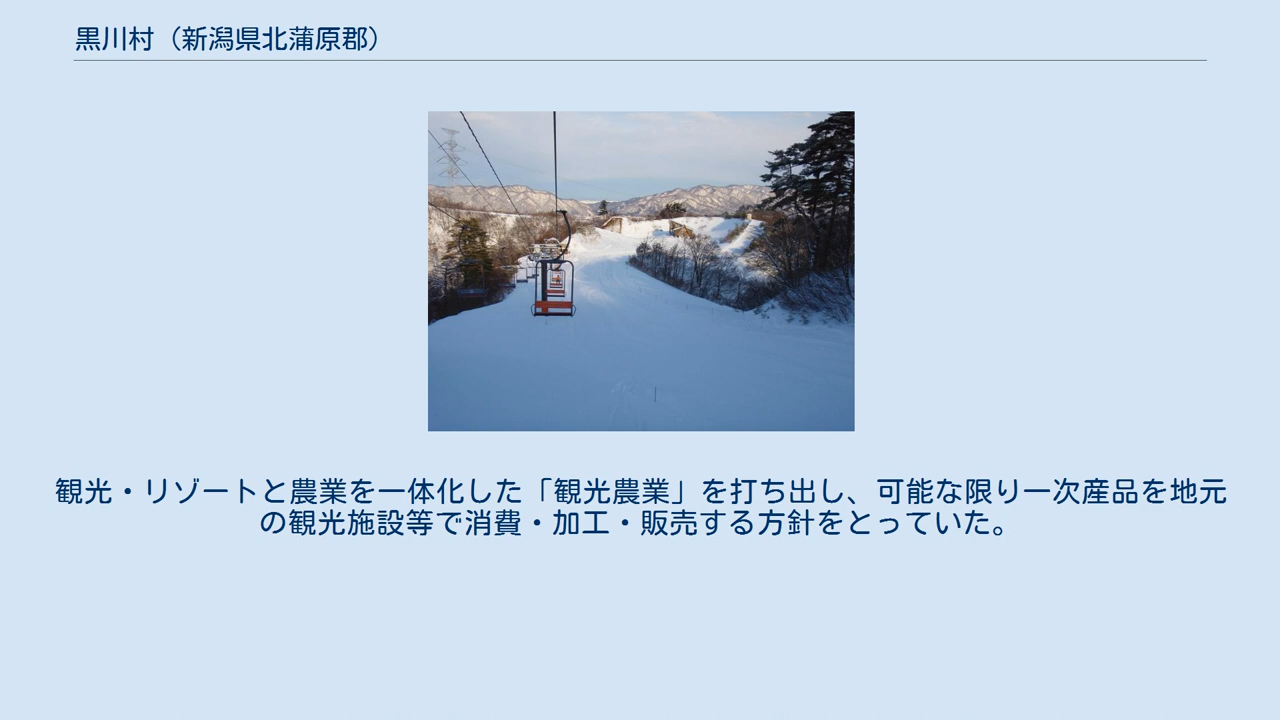 黒川村（新潟県北蒲原郡）
観光・リゾートと農業を一体化した「観光農業」を打ち出し、可能な限り一次産品を地元
の観光施設等で消費・加工・販売する方針をとっていた。